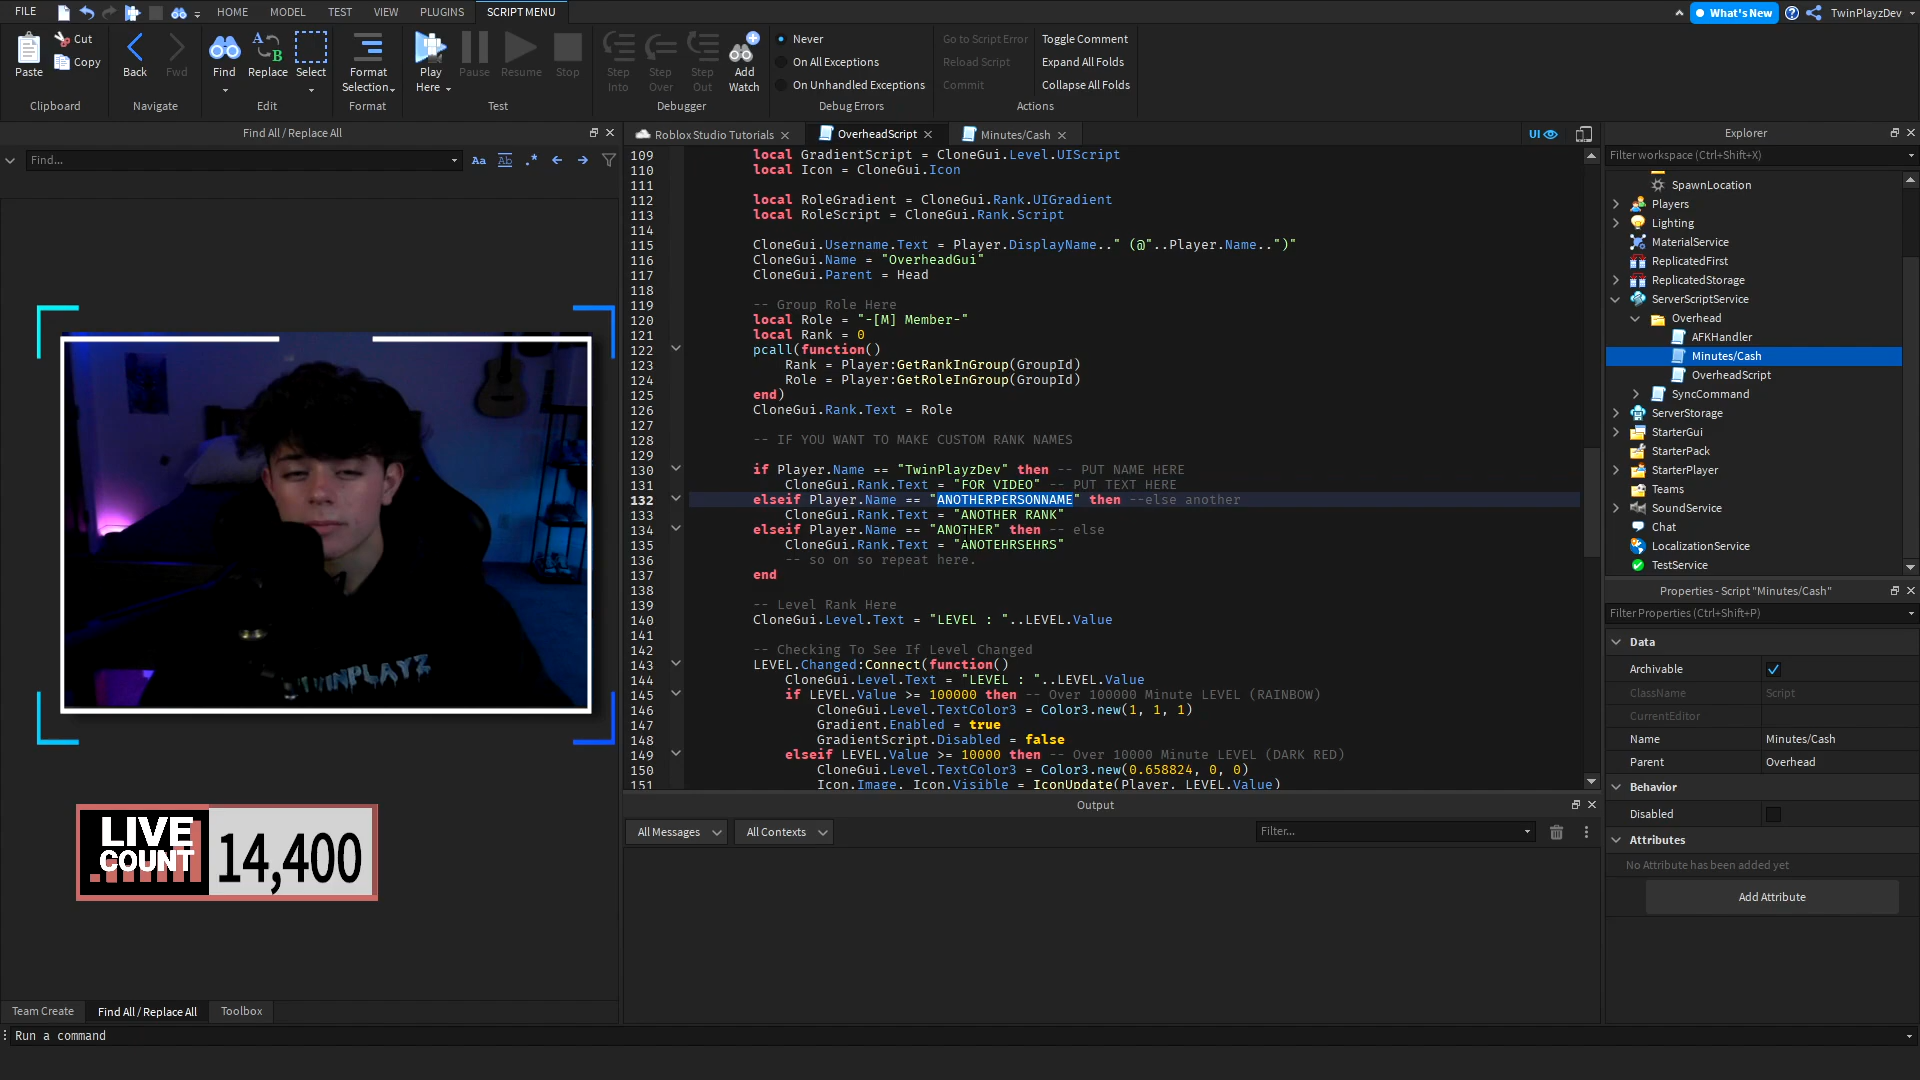 FILE
HOME
MODEL
TEST
VIEW
PLUGINS
SCRIPT MENU
What's New
TwinPlayzDev
Paste
Cut
Copy
Clipboard
Back
Fwd
Navigate
Find
Replace
Select
Edit
Format
Selection
Format
Play
Here
Pause
Resume
Stop
Test
Step
Into
Step
Over
Step
Out
Add
Watch
Debugger
Never
On All Exceptions
On Unhandled Exceptions
Debug Errors
Go to Script Error
Reload Script
Commit
Toggle Comment
Expand All Folds
Collapse All Folds
Actions
Find All / Replace All
Find...
Aa
Ab
.*
TWINPLAYZ
LIVE
COUNT
14,400
Team Create
Find All / Replace All
Toolbox
Run a command
Roblox Studio Tutorials
OverheadScript
Minutes/Cash
UI
109 local GradientScript = CloneGui.Level.UIScript
110 local Icon = CloneGui.Icon
111
112 local RoleGradient = CloneGui.Rank.UIGradient
113 local RoleScript = CloneGui.Rank.Script
114
115 CloneGui.Username.Text = Player.DisplayName.." (@"..Player.Name..")"
116 CloneGui.Name = "OverheadGui"
117 CloneGui.Parent = Head
118
119 -- Group Role Here
120 local Role = "-[M] Member-"
121 local Rank = 0
122 pcall(function()
123 Rank = Player:GetRankInGroup(GroupId)
124 Role = Player:GetRoleInGroup(GroupId)
125 end)
126 CloneGui.Rank.Text = Role
127
128 -- IF YOU WANT TO MAKE CUSTOM RANK NAMES
129
130 if Player.Name == "TwinPlayzDev" then -- PUT NAME HERE
131 CloneGui.Rank.Text = "FOR VIDEO" -- PUT TEXT HERE
132 elseif Player.Name == "ANOTHERPERSONNAME" then --else another
133 CloneGui.Rank.Text = "ANOTHER RANK"
134 elseif Player.Name == "ANOTHER" then -- else
135 CloneGui.Rank.Text = "ANOTEHRSEHRS"
136 -- so on so repeat here.
137 end
138
139 -- Level Rank Here
140 CloneGui.Level.Text = "LEVEL : "..LEVEL.Value
141
142 -- Checking To See If Level Changed
143 LEVEL.Changed:Connect(function()
144 CloneGui.Level.Text = "LEVEL : "..LEVEL.Value
145 if LEVEL.Value >= 100000 then -- Over 100000 Minute LEVEL (RAINBOW)
146 CloneGui.Level.TextColor3 = Color3.new(1, 1, 1)
147 Gradient.Enabled = true
148 GradientScript.Disabled = false
149 elseif LEVEL.Value >= 10000 then -- Over 10000 Minute LEVEL (DARK RED)
150 CloneGui.Level.TextColor3 = Color3.new(0.658824, 0, 0)
151 Icon.Image, Icon.Visible = IconUpdate(Player, LEVEL.Value)
Output
All Messages
All Contexts
Filter...
Explorer
Filter workspace (Ctrl+Shift+X)
SpawnLocation
Players
Lighting
MaterialService
ReplicatedFirst
ReplicatedStorage
ServerScriptService
Overhead
AFKHandler
Minutes/Cash
OverheadScript
SyncCommand
ServerStorage
StarterGui
StarterPack
StarterPlayer
Teams
SoundService
Chat
LocalizationService
TestService
Properties - Script "Minutes/Cash"
Filter Properties (Ctrl+Shift+P)
Data
Archivable
ClassName Script
CurrentEditor
Name Minutes/Cash
Parent Overhead
Behavior
Disabled
Attributes
No Attribute has been added yet
Add Attribute